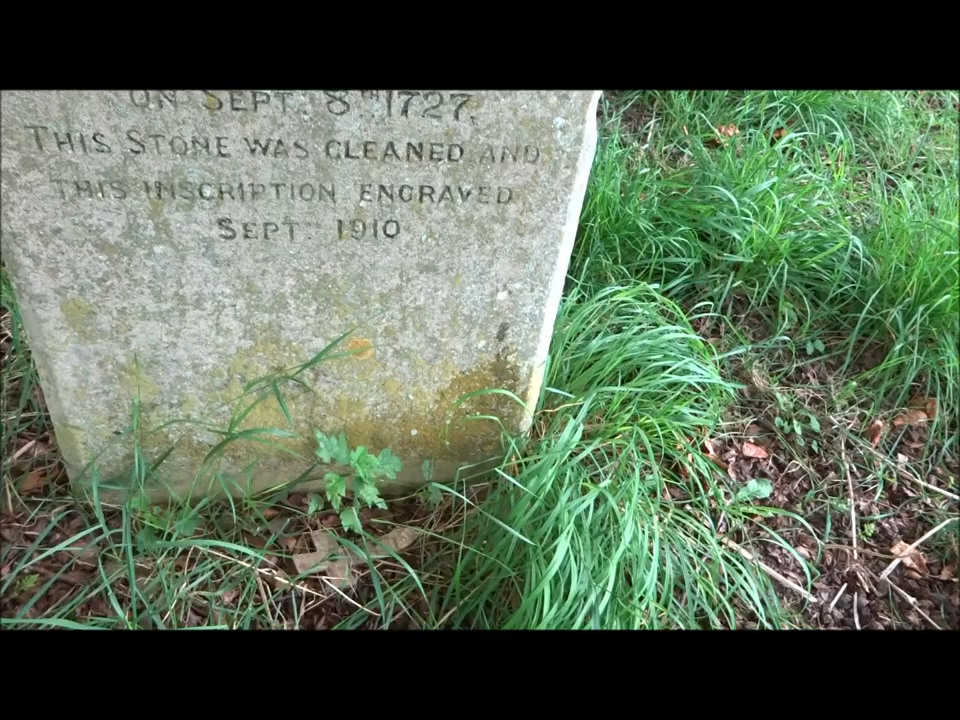 ON SEPT. 8TH 1727.
THIS STONE WAS CLEANED AND
THIS INSCRIPTION ENGRAVED
SEPT. 1910